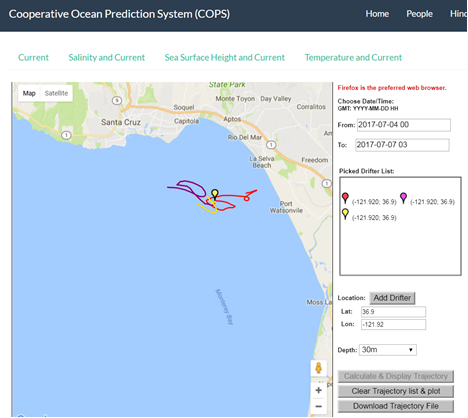 Cooperative Ocean Prediction System (COPS)
Home People Hind
Current Salinity and Current Sea Surface Height and Current Temperature and Current
Map Satellite
State Park
Monte Toyon Day Valley
Soquel
Corralitos
Santa Cruz Capitola Aptos
Rio Del Mar
La Selva
Beach
Freedom
Port
Watsonville
Moss La
Monterey Bay
Firefox is the preferred web browser.
Choose Date/Time:
GMT: YYYY-MM-DD HH
From: 2017-07-04 00
To: 2017-07-07 03
Picked Drifter List:
(-121.920, 36.9) (-121.920, 36.9)
(-121.920, 36.9)
Location: Add Drifter
Lat: 36.9
Lon: -121.92
Depth: 30m
Calculate & Display Trajectory
Clear Trajectory list & plot
Download Trajectory File